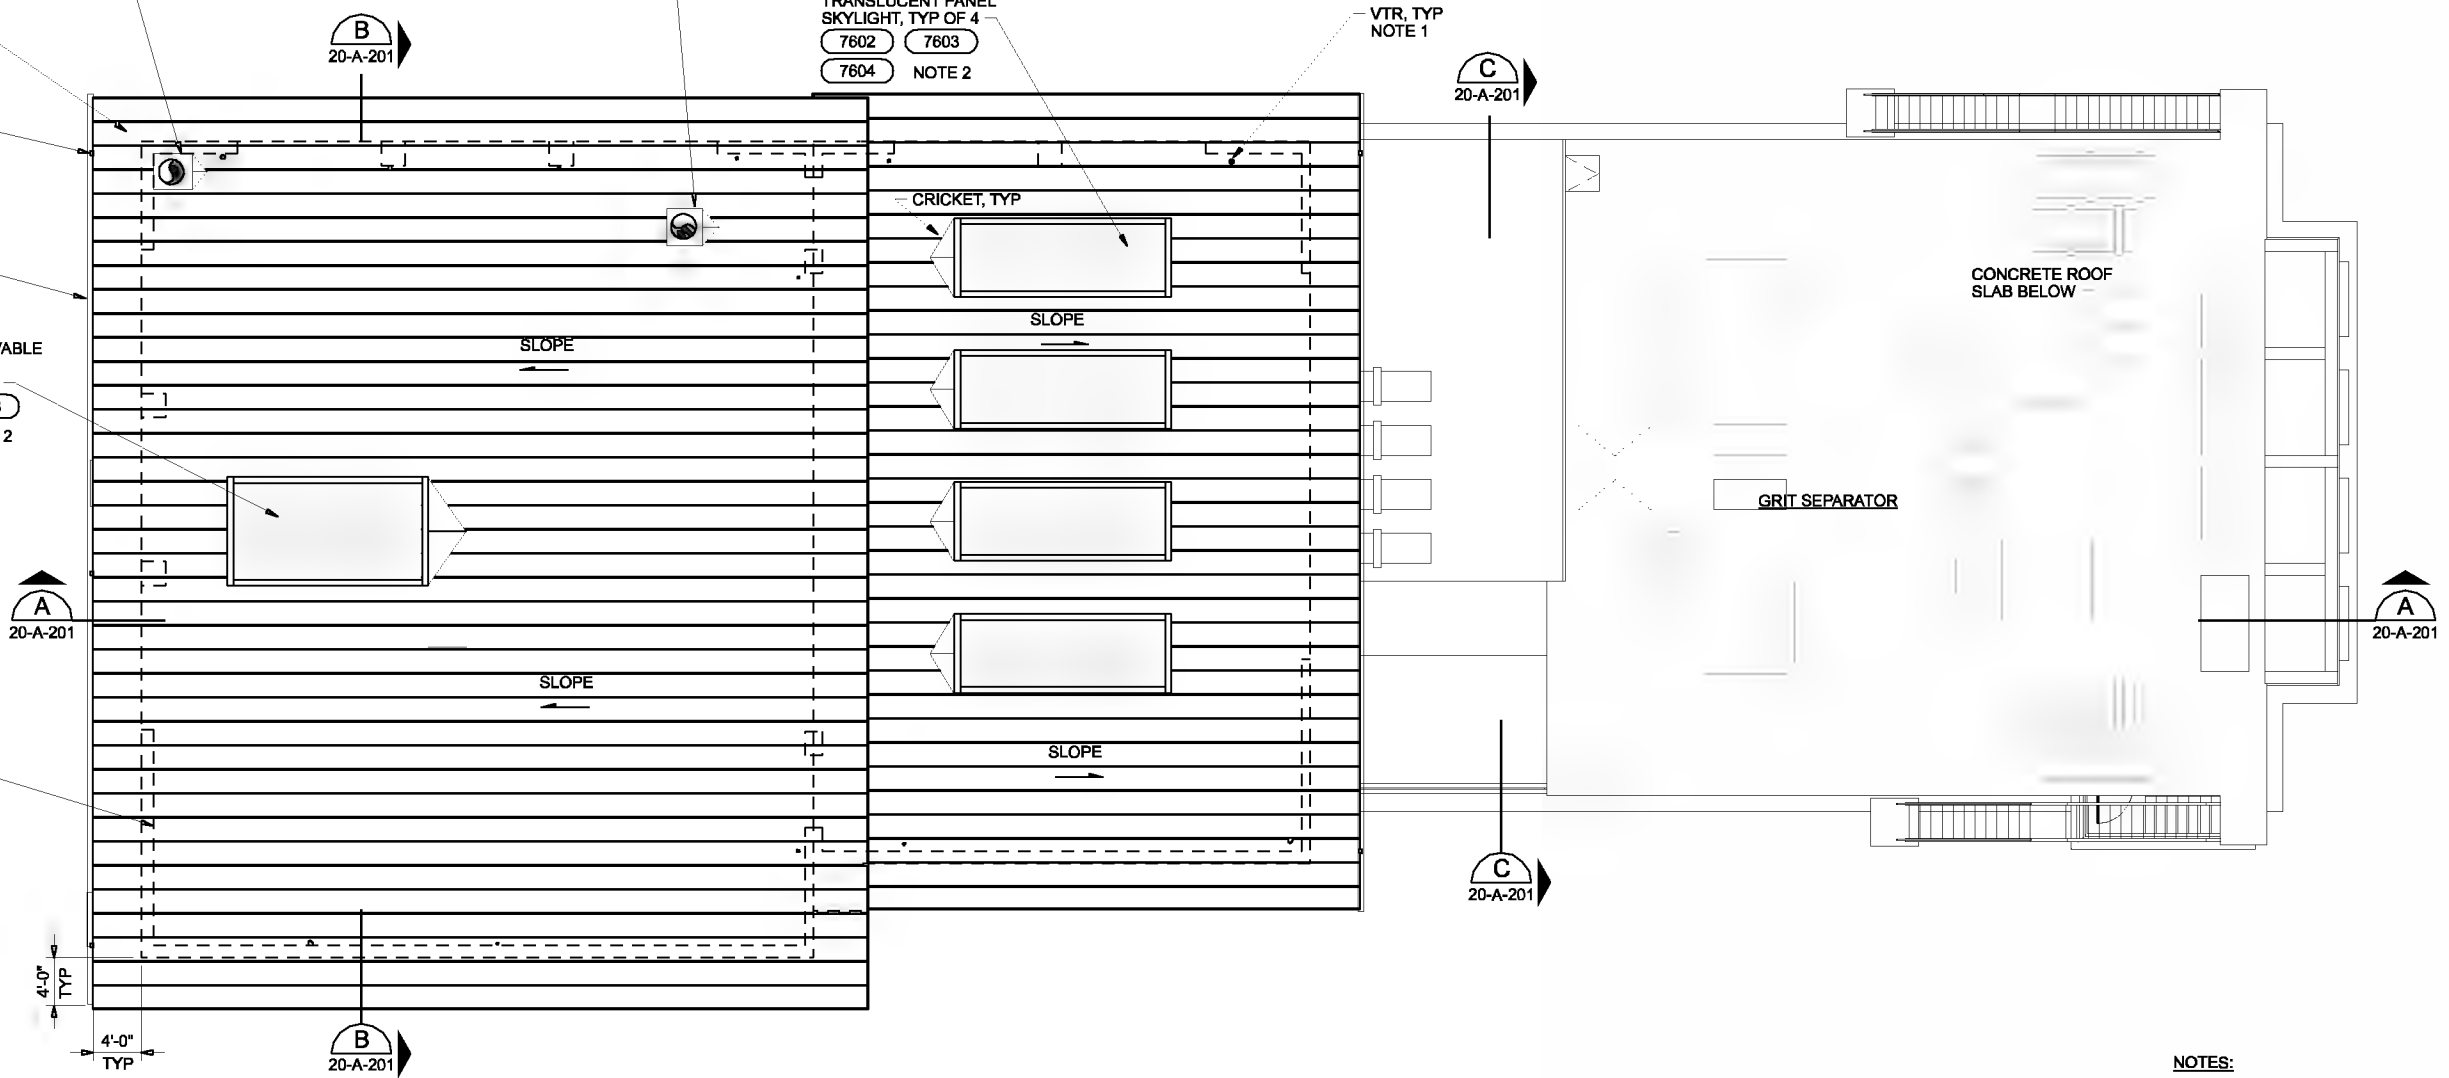 TRANSLUCENT PANEL
SKYLIGHT, TYP OF 4
7602 7603
7604 NOTE 2
VTR, TYP
NOTE 1
B
20-A-201
C
20-A-201
CRICKET, TYP
CONCRETE ROOF
SLAB BELOW
SLOPE
SLOPE
VABLE
2
GRIT SEPARATOR
A
20-A-201
A
20-A-201
SLOPE
SLOPE
C
20-A-201
4'-0"
TYP
4'-0"
TYP
B
20-A-201
NOTES: